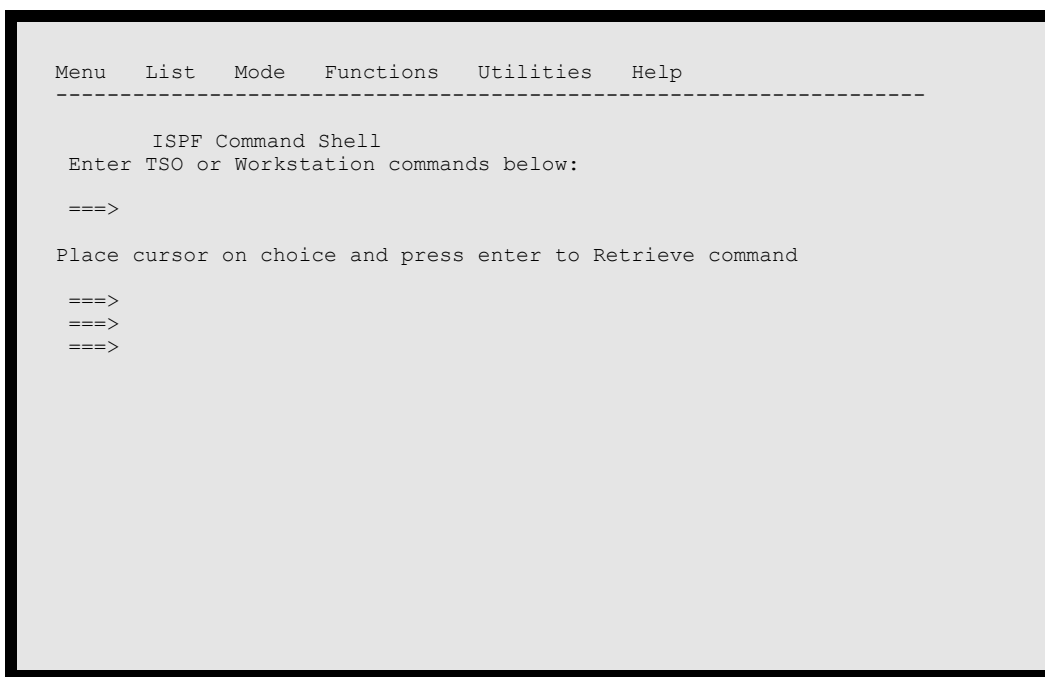 Menu List Mode Functions Utilities Help
--------------------------------------------------------------------
ISPF Command Shell
Enter TSO or Workstation commands below:
===>
Place cursor on choice and press enter to Retrieve command
===>
===>
===>